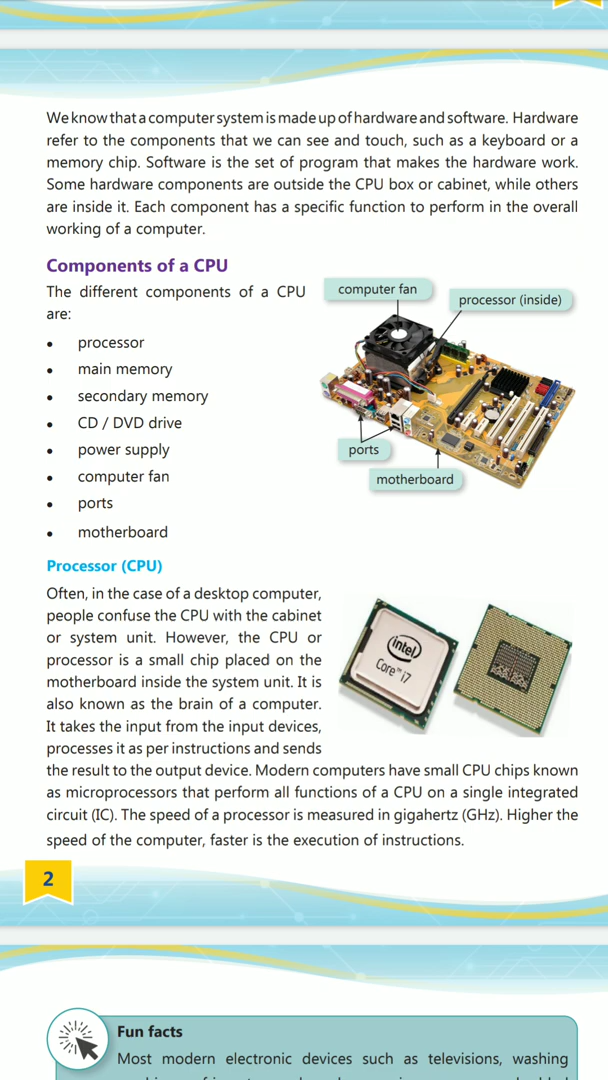 We know that a computer system is made up of hardware and software. Hardware
refer to the components that we can see and touch, such as a keyboard or a
memory chip. Software is the set of program that makes the hardware work.
Some hardware components are outside the CPU box or cabinet, while others
are inside it. Each component has a specific function to perform in the overall
working of a computer.
Components of a CPU
The different components of a CPU
are:
• processor
• main memory
• secondary memory
• CD / DVD drive
• power supply
• computer fan
• ports
• motherboard
computer fan
processor (inside)
ports
motherboard
Processor (CPU)
Often, in the case of a desktop computer,
people confuse the CPU with the cabinet
or system unit. However, the CPU or
processor is a small chip placed on the
motherboard inside the system unit. It is
also known as the brain of a computer.
It takes the input from the input devices,
processes it as per instructions and sends
the result to the output device. Modern computers have small CPU chips known
as microprocessors that perform all functions of a CPU on a single integrated
circuit (IC). The speed of a processor is measured in gigahertz (GHz). Higher the
speed of the computer, faster is the execution of instructions.
intel
Core™ i7
2
Fun facts
Most modern electronic devices such as televisions, washing